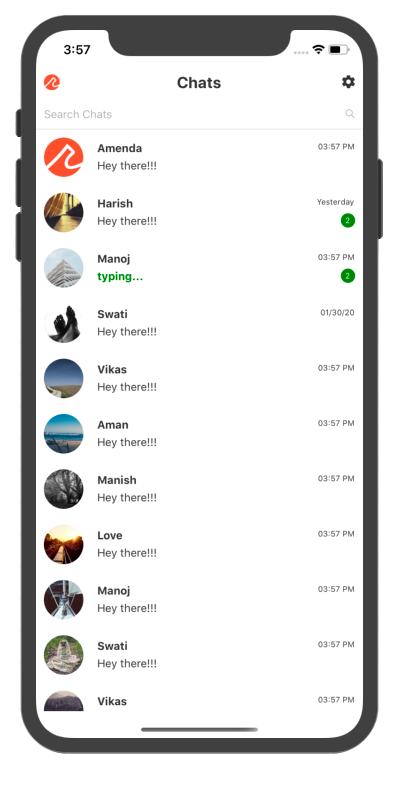 3:57
Chats
Search Chats
Amenda 03:57 PM
Hey there!!!
Harish Yesterday
Hey there!!! 2
Manoj 03:57 PM
typing... 2
Swati 01/30/20
Hey there!!!
Vikas 03:57 PM
Hey there!!!
Aman 03:57 PM
Hey there!!!
Manish 03:57 PM
Hey there!!!
Love 03:57 PM
Hey there!!!
Manoj 03:57 PM
Hey there!!!
Swati 03:57 PM
Hey there!!!
Vikas 03:57 PM